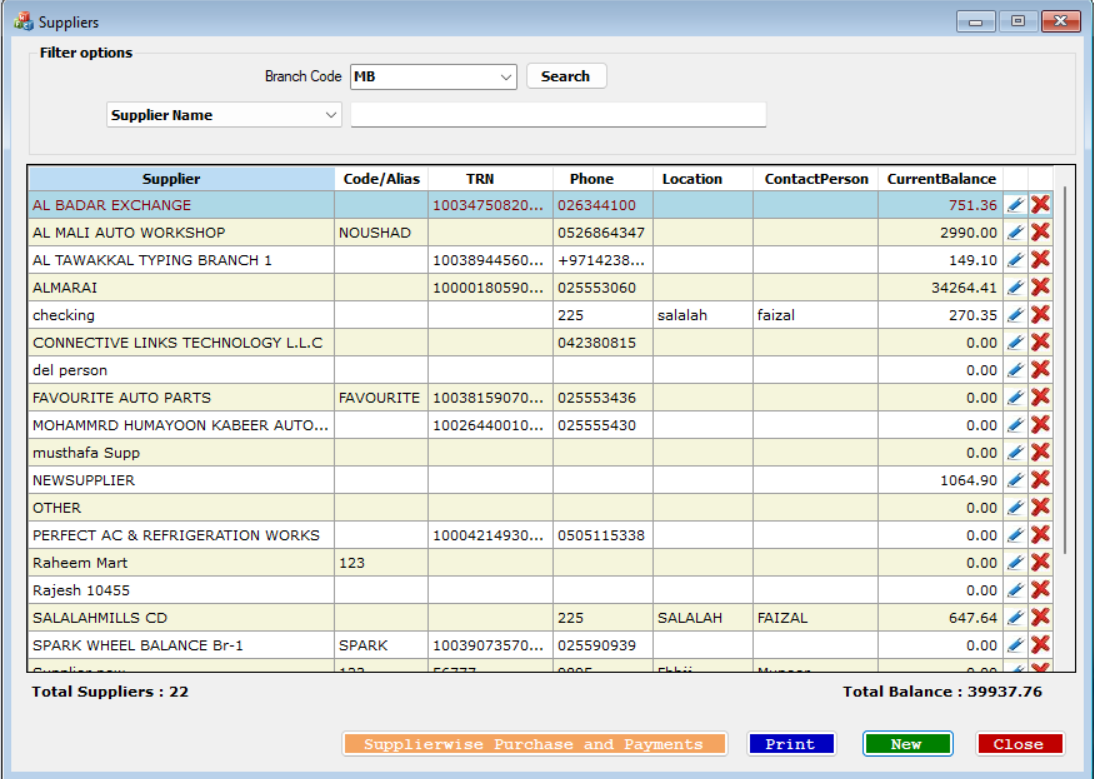 Suppliers
Filter options
Branch Code MB Search
Supplier Name
Supplier Code/Alias TRN Phone Location ContactPerson CurrentBalance
AL BADAR EXCHANGE 10034750820... 026344100 751.36
AL MALI AUTO WORKSHOP NOUSHAD 0526864347 2990.00
AL TAWAKKAL TYPING BRANCH 1 10038944560... +9714238... 149.10
ALMARAI 10000180590... 025553060 34264.41
checking 225 salalah faizal 270.35
CONNECTIVE LINKS TECHNOLOGY L.L.C 042380815 0.00
del person 0.00
FAVOURITE AUTO PARTS FAVOURITE 10038159070... 025553436 0.00
MOHAMMRD HUMAYOON KABEER AUTO... 10026440010... 025555430 0.00
musthafa Supp 0.00
NEWSUPPLIER 1064.90
OTHER 0.00
PERFECT AC & REFRIGERATION WORKS 10004214930... 0505115338 0.00
Raheem Mart 123 0.00
Rajesh 10455 0.00
SALALAHMILLS CD 225 SALALAH FAIZAL 647.64
SPARK WHEEL BALANCE Br-1 SPARK 10039073570... 025590939 0.00
Total Suppliers : 22 Total Balance : 39937.76
Supplierwise Purchase and Payments Print New Close